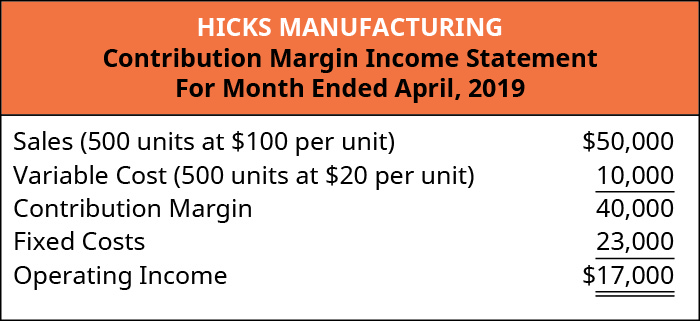 HICKS MANUFACTURING
Contribution Margin Income Statement
For Month Ended April, 2019
Sales (500 units at $100 per unit) $50,000
Variable Cost (500 units at $20 per unit) 10,000
Contribution Margin 40,000
Fixed Costs 23,000
Operating Income $17,000